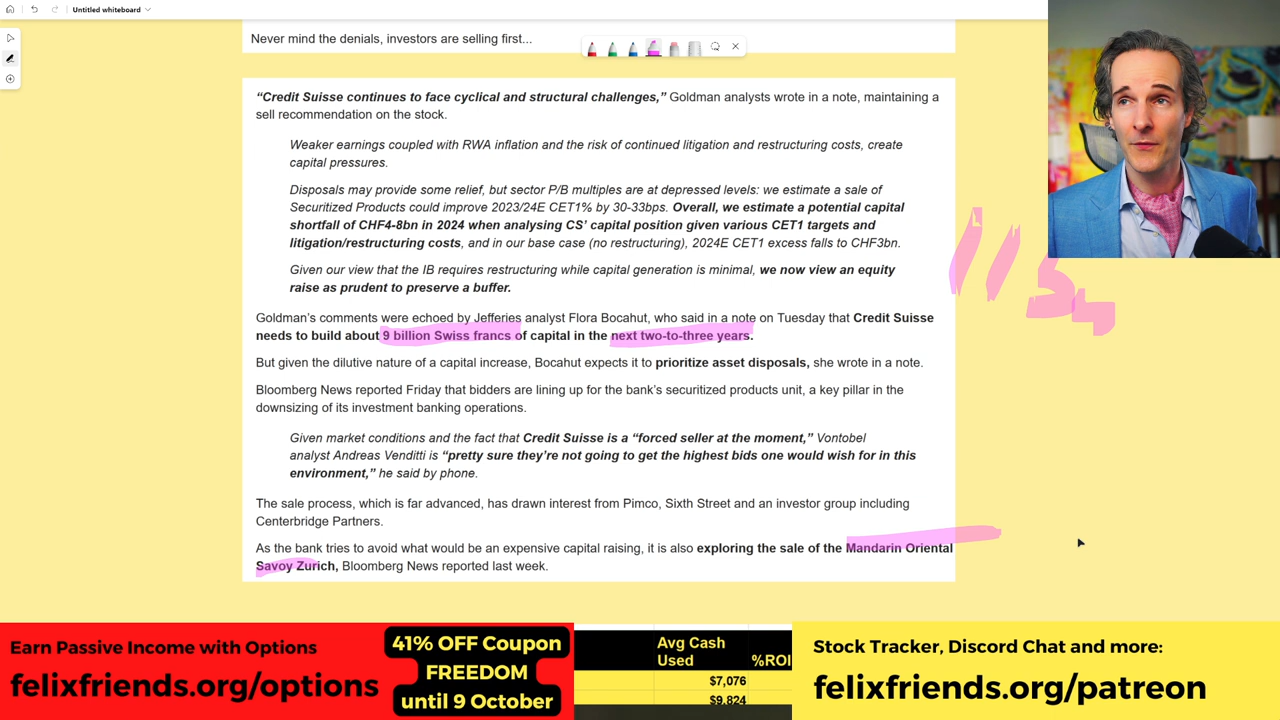 Untitled whiteboard
Never mind the denials, investors are selling first...
“Credit Suisse continues to face cyclical and structural challenges,” Goldman analysts wrote in a note, maintaining a
sell recommendation on the stock.
Weaker earnings coupled with RWA inflation and the risk of continued litigation and restructuring costs, create
capital pressures.
Disposals may provide some relief, but sector P/B multiples are at depressed levels: we estimate a sale of
Securitized Products could improve 2023/24E CET1% by 30-33bps. Overall, we estimate a potential capital
shortfall of CHF4-8bn in 2024 when analysing CS’ capital position given various CET1 targets and
litigation/restructuring costs, and in our base case (no restructuring), 2024E CET1 excess falls to CHF3bn.
Given our view that the IB requires restructuring while capital generation is minimal, we now view an equity
raise as prudent to preserve a buffer.
Goldman’s comments were echoed by Jefferies analyst Flora Bocahut, who said in a note on Tuesday that Credit Suisse
needs to build about 9 billion Swiss francs of capital in the next two-to-three years.
But given the dilutive nature of a capital increase, Bocahut expects it to prioritize asset disposals, she wrote in a note.
Bloomberg News reported Friday that bidders are lining up for the bank’s securitized products unit, a key pillar in the
downsizing of its investment banking operations.
Given market conditions and the fact that Credit Suisse is a “forced seller at the moment,” Vontobel
analyst Andreas Venditti is “pretty sure they’re not going to get the highest bids one would wish for in this
environment,” he said by phone.
The sale process, which is far advanced, has drawn interest from Pimco, Sixth Street and an investor group including
Centerbridge Partners.
As the bank tries to avoid what would be an expensive capital raising, it is also exploring the sale of the Mandarin Oriental
Savoy Zurich, Bloomberg News reported last week.
Earn Passive Income with Options
felixfriends.org/options
41% OFF Coupon
FREEDOM
until 9 October
Avg Cash
Used
%ROI
$7,076
$9,824
Stock Tracker, Discord Chat and more:
felixfriends.org/patreon